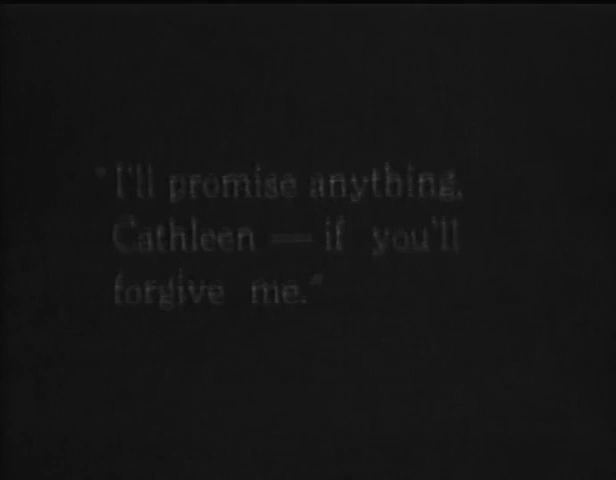 "I'll promise anything,
Cathleen — if you'll
forgive me."